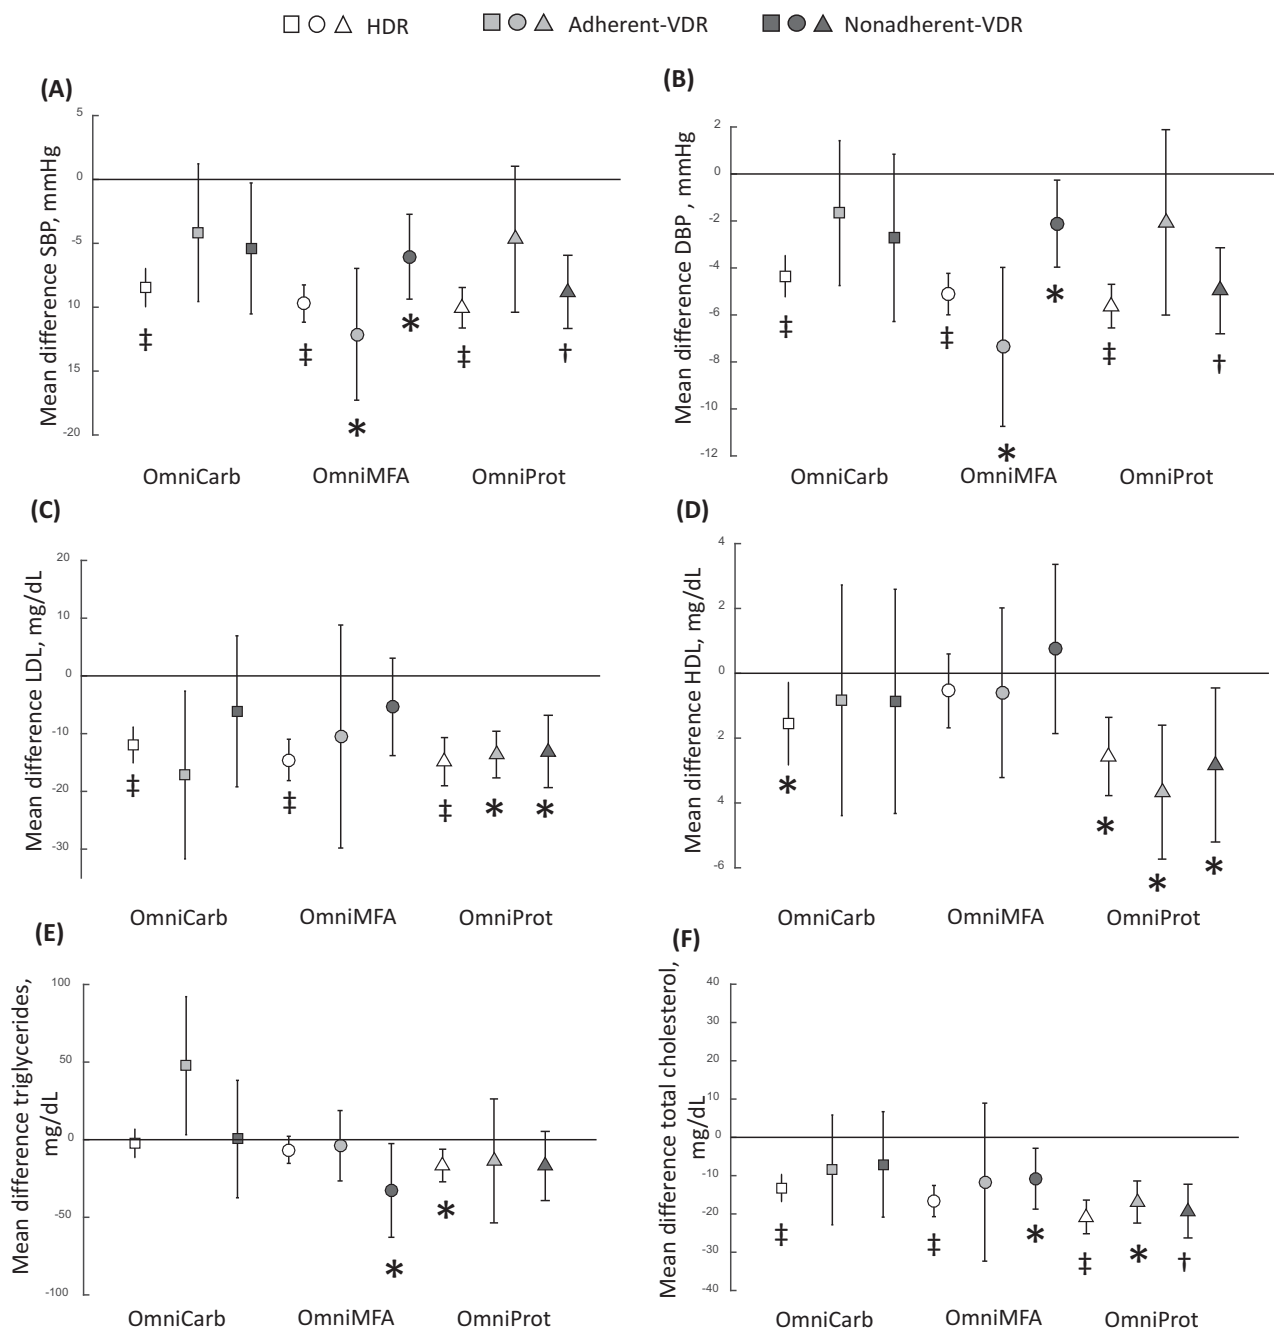 HDR Adherent-VDR Nonadherent-VDR
(A)
Mean difference SBP, mmHg
5
0
-5
10
15
-20
‡ ‡ * * ‡ †
OmniCarb OmniMFA OmniProt
(B)
Mean difference DBP , mmHg
2
0
-2
-4
-6
-8
-10
-12
‡ ‡ * * ‡ †
OmniCarb OmniMFA OmniProt
(C)
Mean difference LDL, mg/dL
20
10
0
-10
-20
-30
‡ ‡ ‡ * *
OmniCarb OmniMFA OmniProt
(D)
Mean difference HDL, mg/dL
4
2
0
2
4
-6
* * * *
OmniCarb OmniMFA OmniProt
(E)
Mean difference triglycerides,
mg/dL
100
50
0
-50
-100
* *
OmniCarb OmniMFA OmniProt
(F)
Mean difference total cholesterol,
mg/dL
40
30
20
10
0
-10
-20
-30
-40
‡ ‡ * ‡ * †
OmniCarb OmniMFA OmniProt